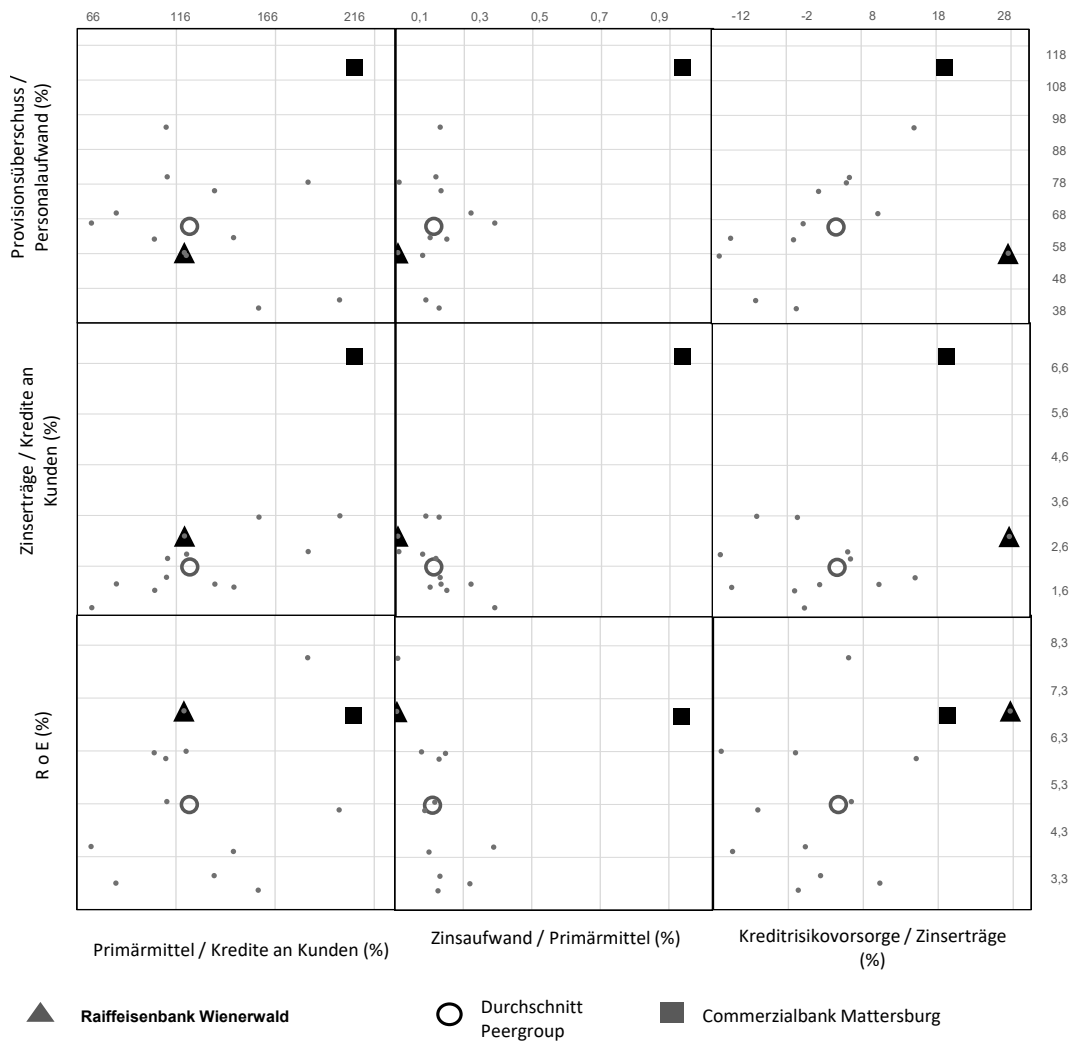 66 116 166 216 0,1 0,3 0,5 0,7 0,9 -12 -2 8 18 28
Provisionsüberschuss /
Personalaufwand (%)
118
108
98
88
78
68
58
48
38
Zinserträge / Kredite an
Kunden (%)
6,6
5,6
4,6
3,6
2,6
1,6
R o E (%)
8,3
7,3
6,3
5,3
4,3
3,3
Primärmittel / Kredite an Kunden (%)
Zinsaufwand / Primärmittel (%)
Kreditrisikovorsorge / Zinserträge
(%)
Raiffeisenbank Wienerwald
Durchschnitt
Peergroup
Commerzialbank Mattersburg